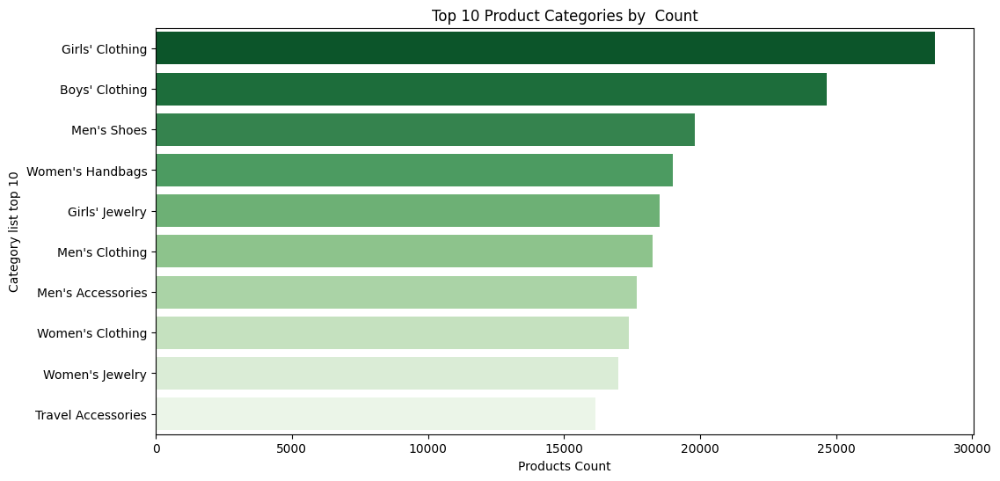 Top 10 Product Categories by  Count
Category list top 10
Girls' Clothing
Boys' Clothing
Men's Shoes
Women's Handbags
Girls' Jewelry
Men's Clothing
Men's Accessories
Women's Clothing
Women's Jewelry
Travel Accessories
0 5000 10000 15000 20000 25000 30000
Products Count